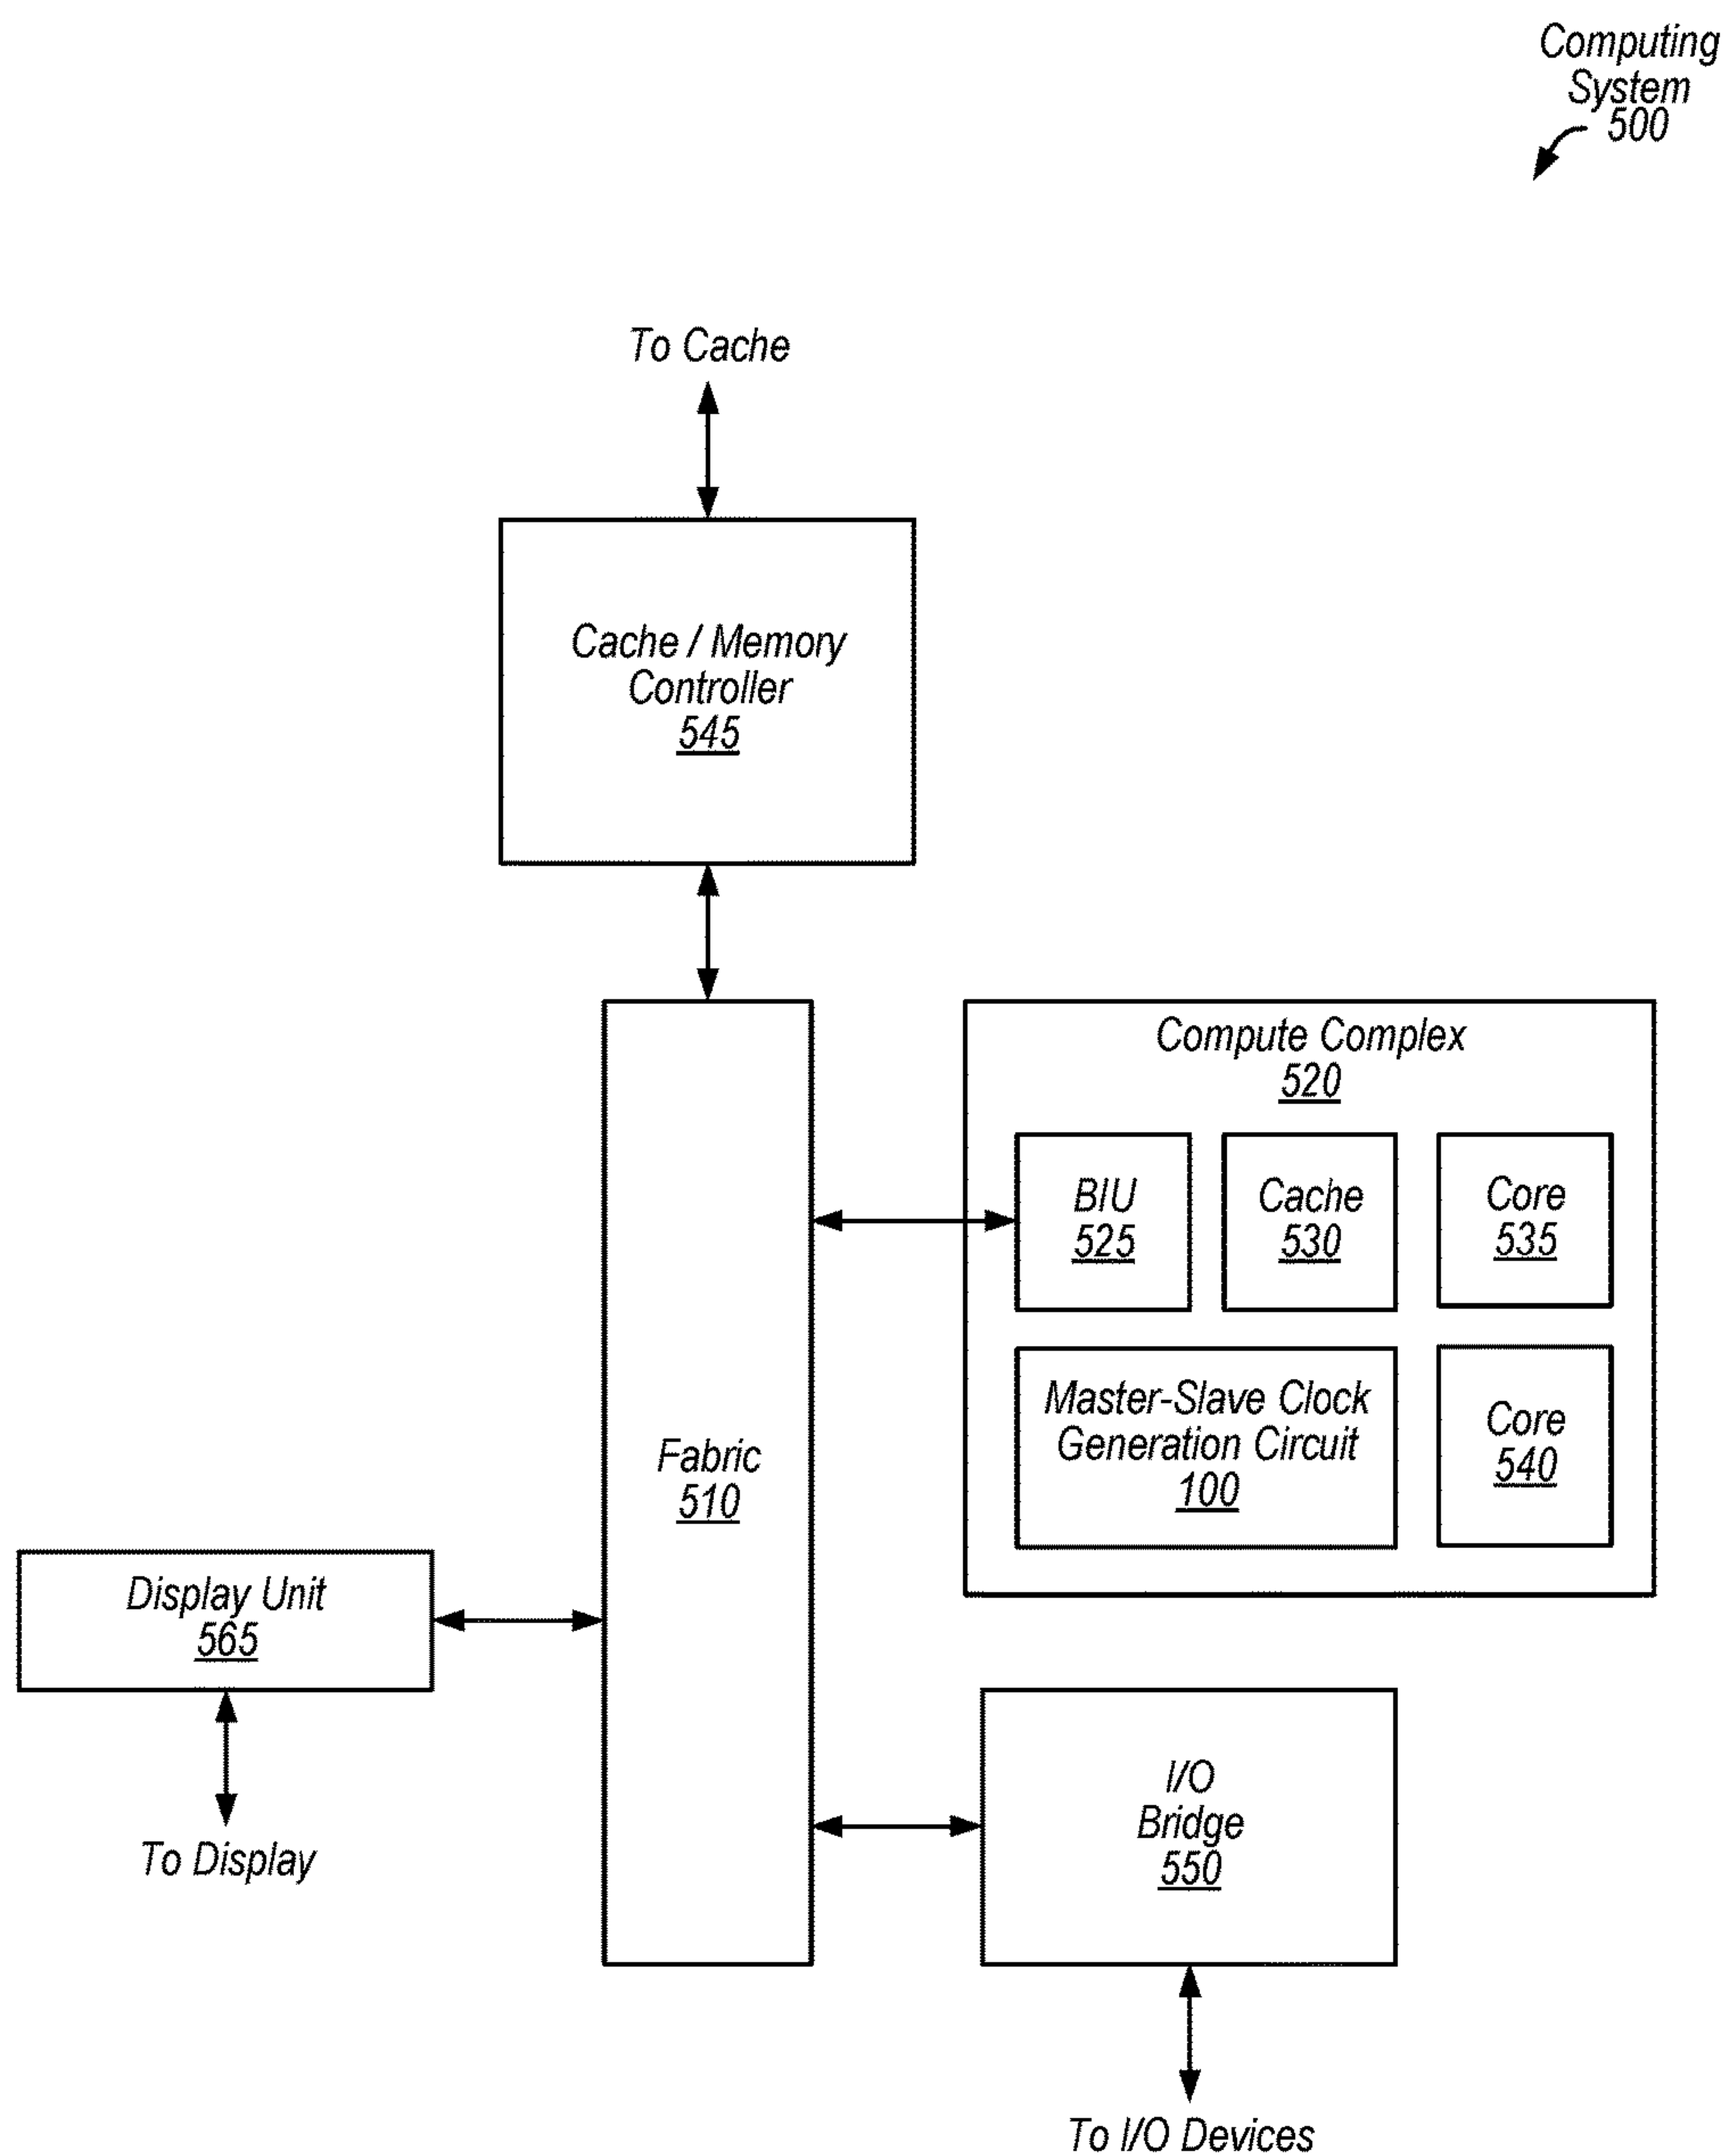 Computing
System
500
To Cache
Cache / Memory
Controller
545
Compute Complex
520
BIU
525
Cache
530
Core
535
Master-Slave Clock
Generation Circuit
100
Core
540
Fabric
510
Display Unit
565
To Display
I/O
Bridge
550
To I/O Devices